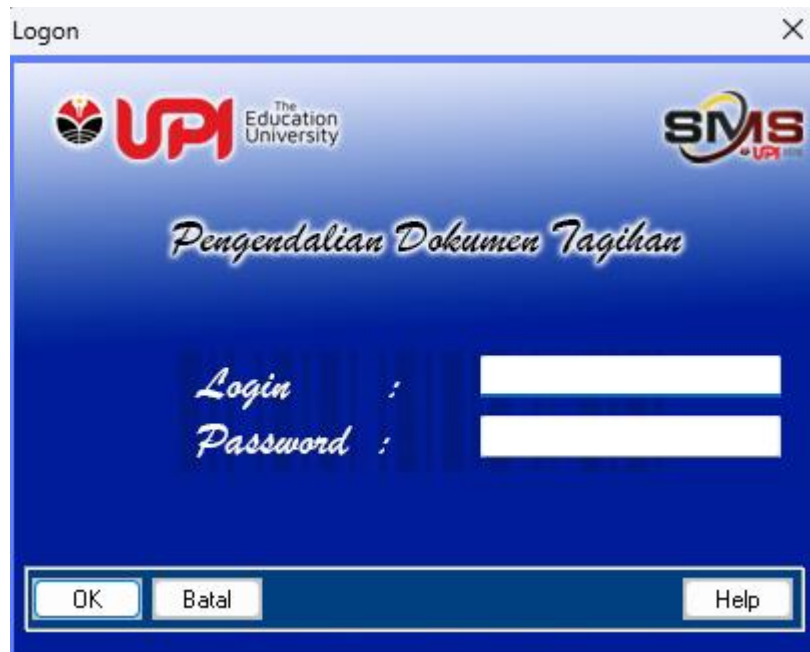 Logon
UPI The Education University
SMS
UPI
Pengendalian Dokumen Tagihan
Login :
Password :
OK Batal Help